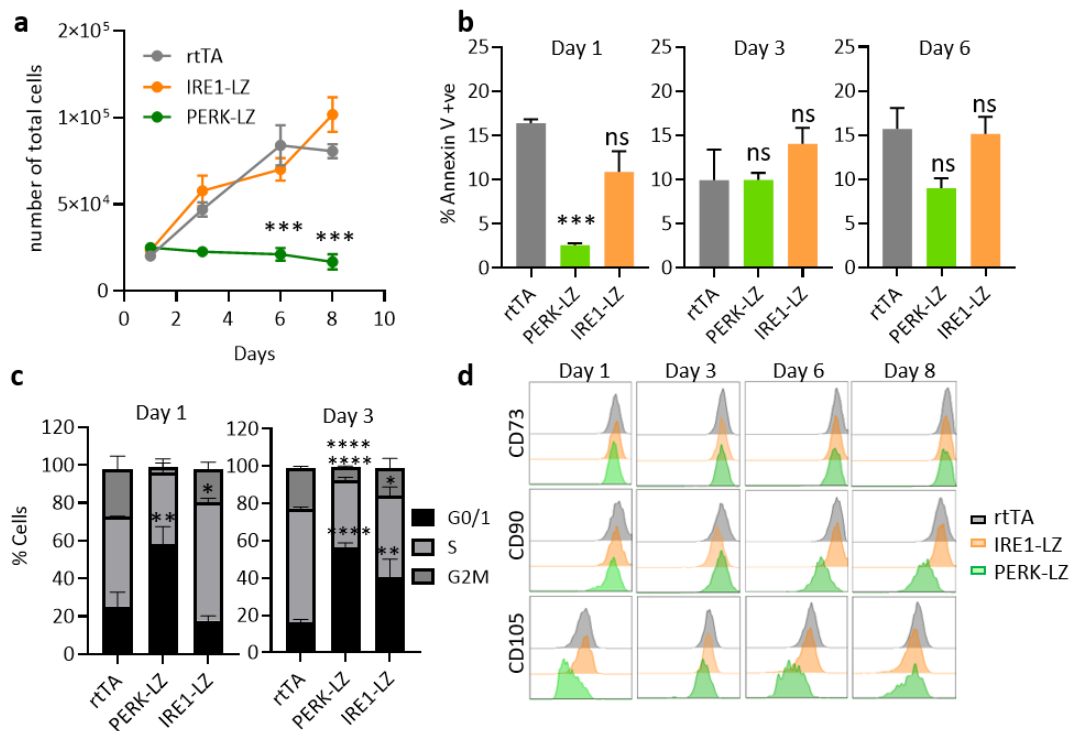 a
2×10⁵
1×10⁵
5×10⁴
0
number of total cells
rtTA
IRE1-LZ
PERK-LZ
***
***
0 2 4 6 8 10
Days
b
Day 1
Day 3
Day 6
% Annexin V +ve
25
20
15
10
5
0
***
ns
rtTA
PERK-LZ
IRE1-LZ
25
20
15
10
5
0
ns
ns
rtTA
PERK-LZ
IRE1-LZ
25
20
15
10
5
0
ns
ns
rtTA
PERK-LZ
IRE1-LZ
c
Day 1
Day 3
% Cells
120
100
80
60
40
20
0
**
*
rtTA
PERK-LZ
IRE1-LZ
120
100
80
60
40
20
0
****
****
*
****
**
rtTA
PERK-LZ
IRE1-LZ
G0/1
S
G2M
d
Day 1 Day 3 Day 6 Day 8
CD73
CD90
CD105
rtTA
IRE1-LZ
PERK-LZ